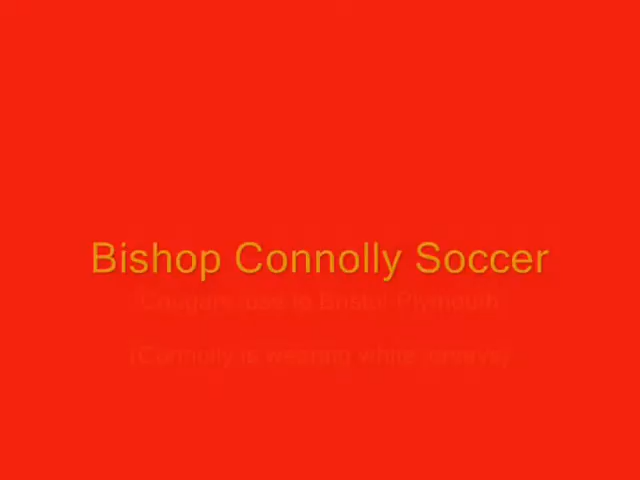 Bishop Connolly Soccer
Cougars lose to Bristol Plymouth
(Connolly is wearing white jerseys)